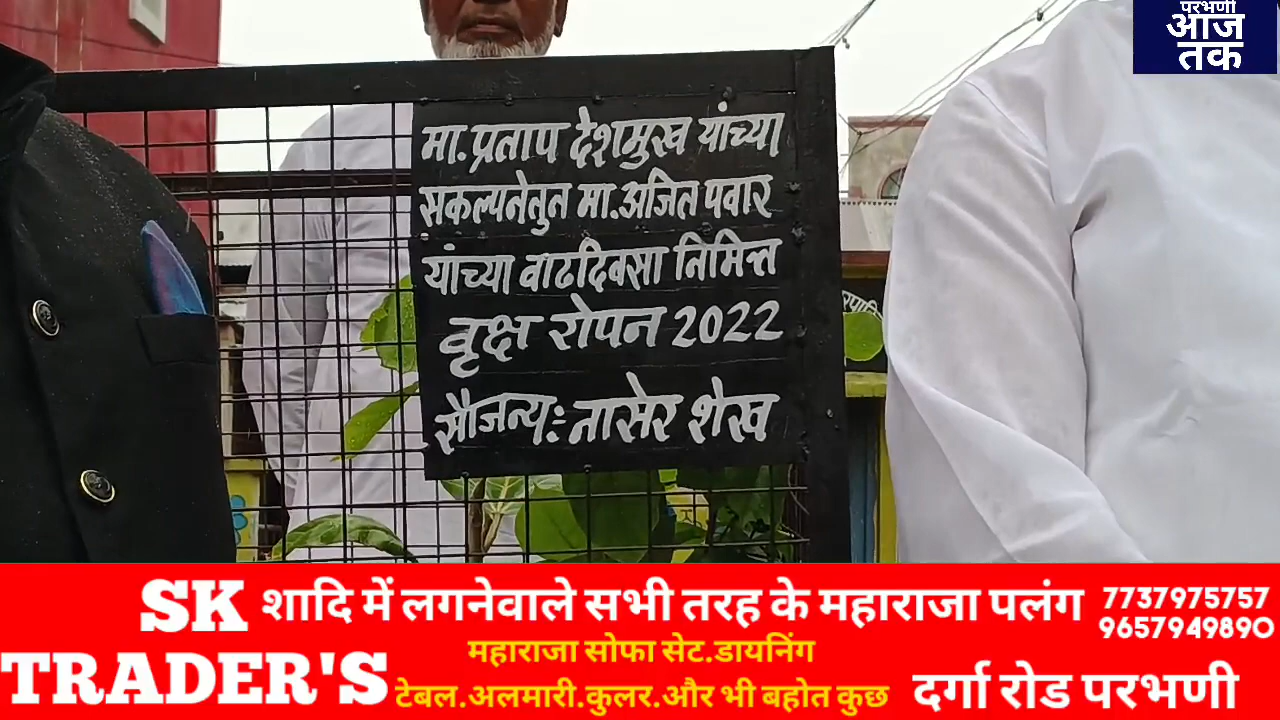 परभणी
आज
तक
मा. प्रताप देशमुख यांच्या
सकल्पनेतुन मा. अजित पवार
यांच्या वाढदिवसा निमित्त
वृक्ष रोपन 2022
सौजन्य: नासेर शेख
SK TRADER'S
शादि में लगनेवाले सभी तरह के महाराजा पलंग
महाराजा सोफा सेट.डायनिंग
टेबल.अलमारी.कुलर.और भी बहोत कुछ
7737975757
9657949890
दर्गा रोड परभणी